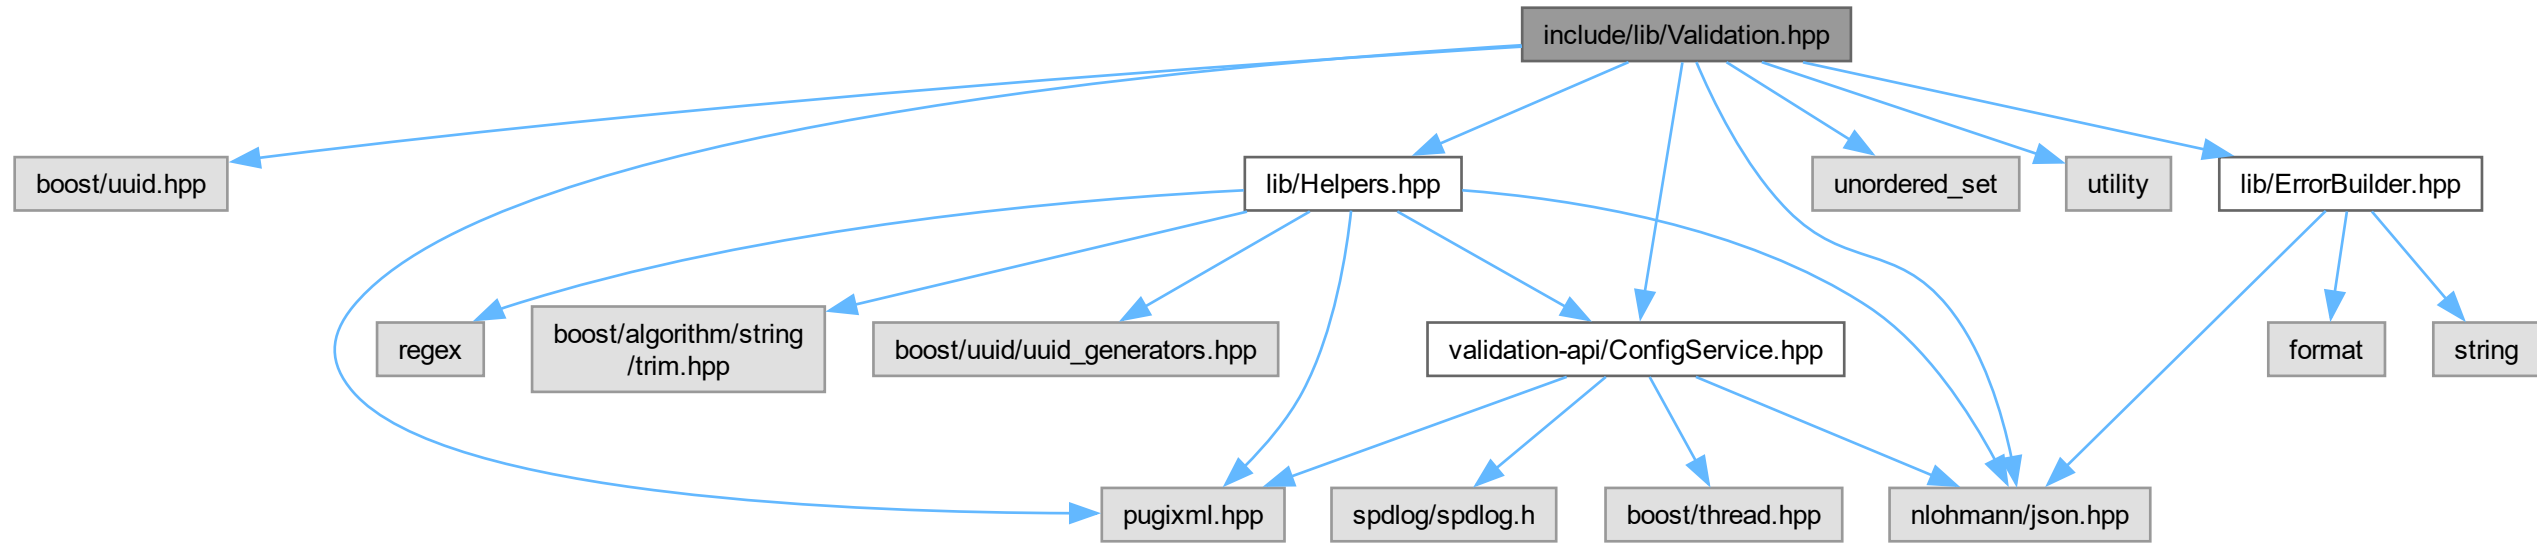 include/lib/Validation.hpp
boost/uuid.hpp
lib/Helpers.hpp
unordered_set
utility
lib/ErrorBuilder.hpp
regex
boost/algorithm/string
/trim.hpp
boost/uuid/uuid_generators.hpp
validation-api/ConfigService.hpp
format
string
pugixml.hpp
spdlog/spdlog.h
boost/thread.hpp
nlohmann/json.hpp